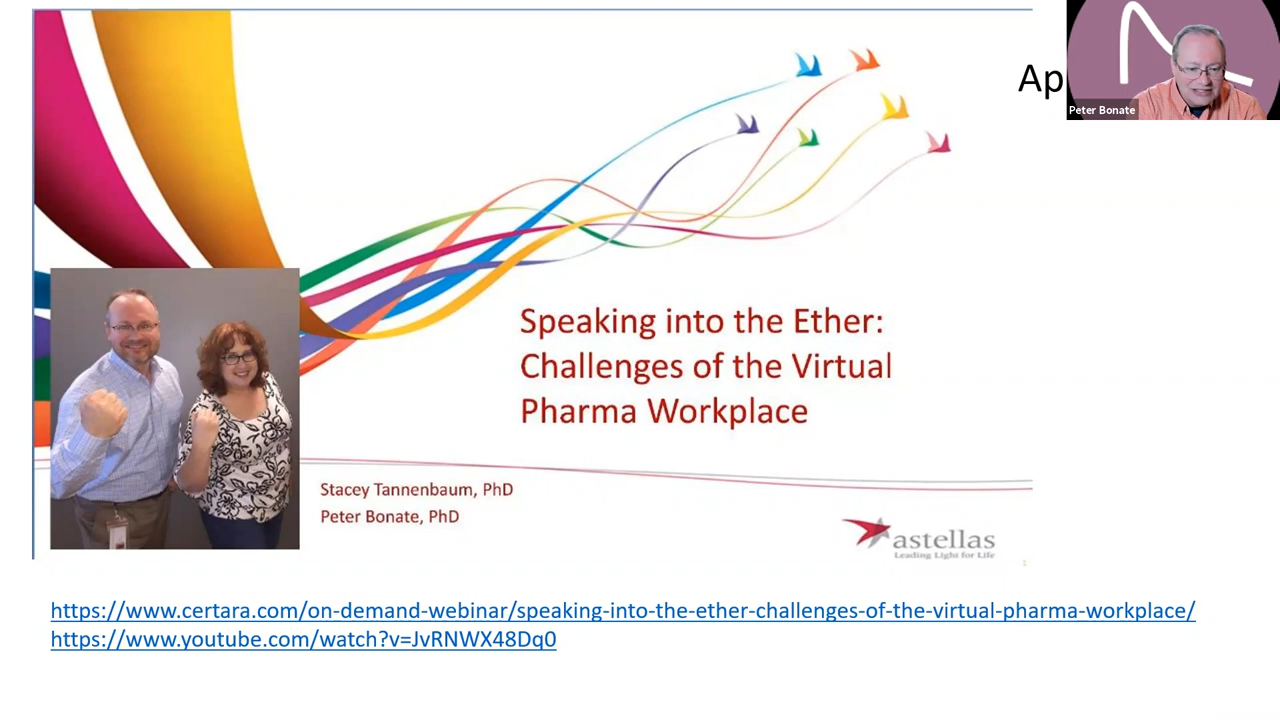 Ap
Peter Bonate
Speaking into the Ether:
Challenges of the Virtual
Pharma Workplace
Stacey Tannenbaum, PhD
Peter Bonate, PhD
astellas
Leading Light for Life
https://www.certara.com/on-demand-webinar/speaking-into-the-ether-challenges-of-the-virtual-pharma-workplace/
https://www.youtube.com/watch?v=JvRNWX48Dq0